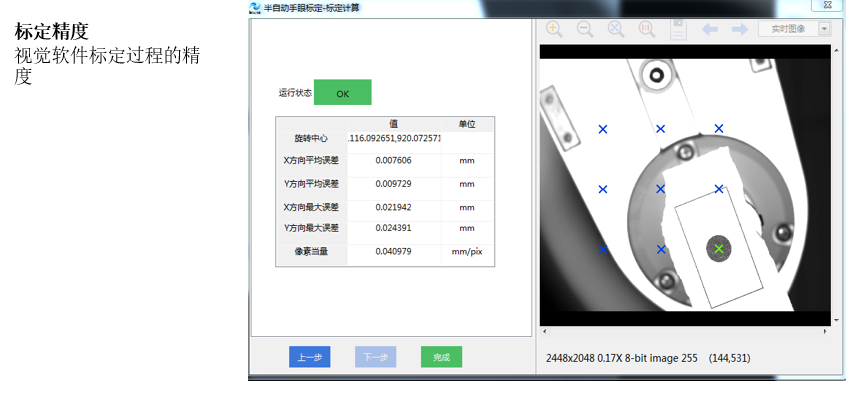 标定精度
视觉软件标定过程的精
度
半自动手眼标定-标定计算
实时图像
运行状态 OK
值 单位
旋转中心 .116.092651,920.072571
X方向平均误差 0.007606 mm
Y方向平均误差 0.009729 mm
X方向最大误差 0.021942 mm
Y方向最大误差 0.024391 mm
像素当量 0.040979 mm/pix
上一步 下一步 完成
2448x2048 0.17X 8-bit image 255 (144,531)